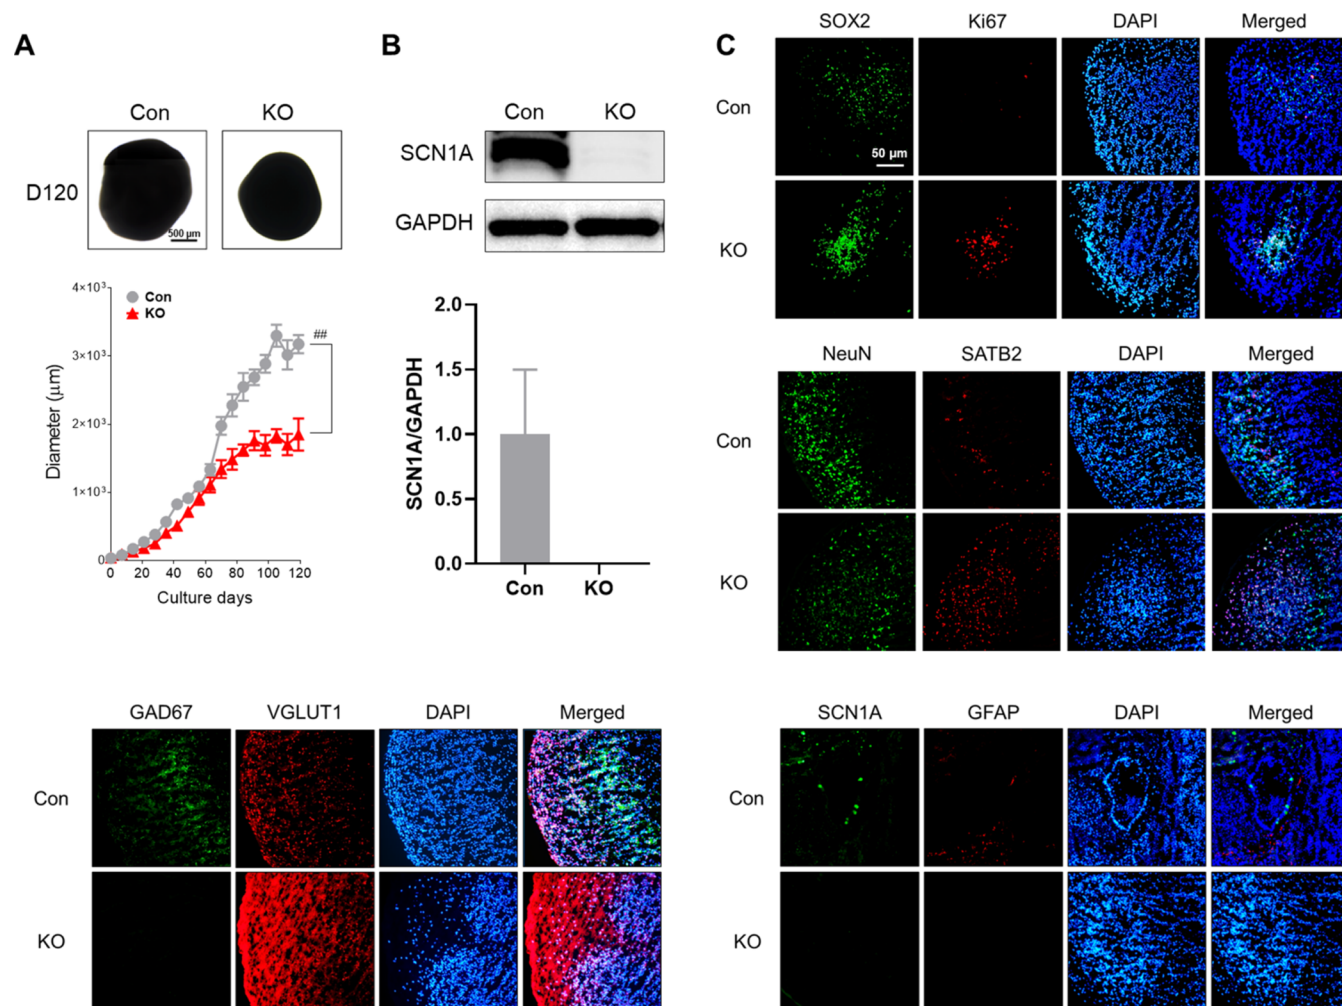 A
Con
KO
D120
500 µm
4×10³
3×10³
2×10³
1×10³
0
Diameter (µm)
Con
KO
##
0 20 40 60 80 100 120
Culture days
B
Con
KO
SCN1A
GAPDH
2.0
1.5
1.0
0.5
0.0
SCN1A/GAPDH
Con
KO
C
SOX2
Ki67
DAPI
Merged
Con
50 µm
KO
NeuN
SATB2
DAPI
Merged
Con
KO
GAD67
VGLUT1
DAPI
Merged
Con
KO
SCN1A
GFAP
DAPI
Merged
Con
KO